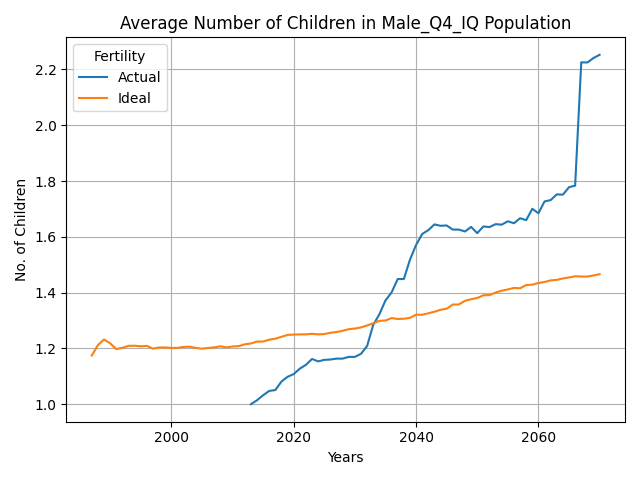 Average Number of Children in Male_Q4_IQ Population
Fertility
Actual
Ideal
No. of Children
2.2
2.0
1.8
1.6
1.4
1.2
1.0
2000
2020
2040
2060
Years